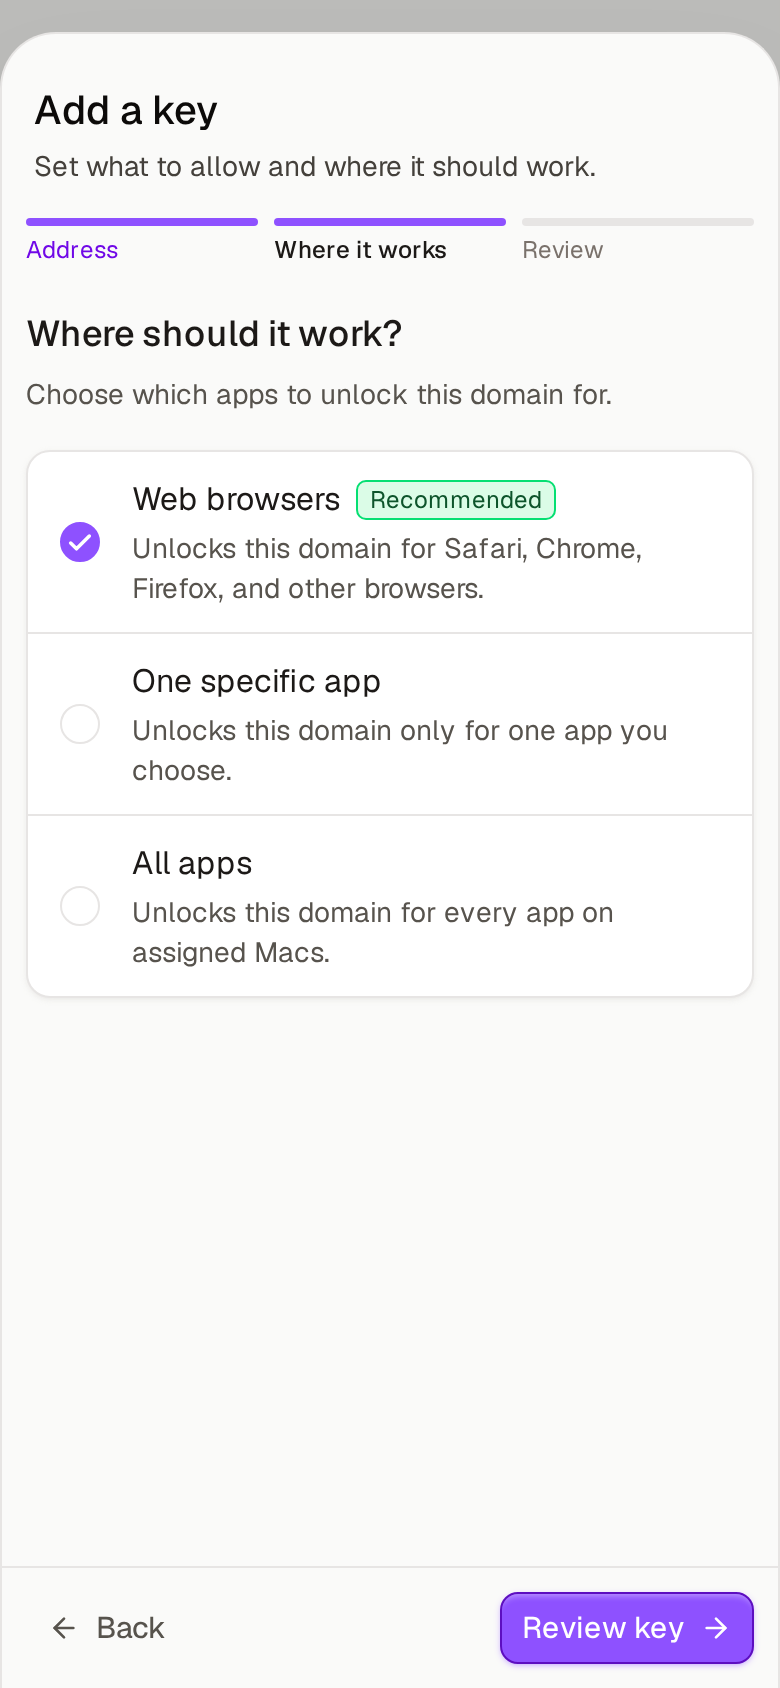 Add a key
Set what to allow and where it should work.
Address
Where it works
Review
Where should it work?
Choose which apps to unlock this domain for.
Web browsers
Recommended
Unlocks this domain for Safari, Chrome,
Firefox, and other browsers.
One specific app
Unlocks this domain only for one app you
choose.
All apps
Unlocks this domain for every app on
assigned Macs.
Back
Review key